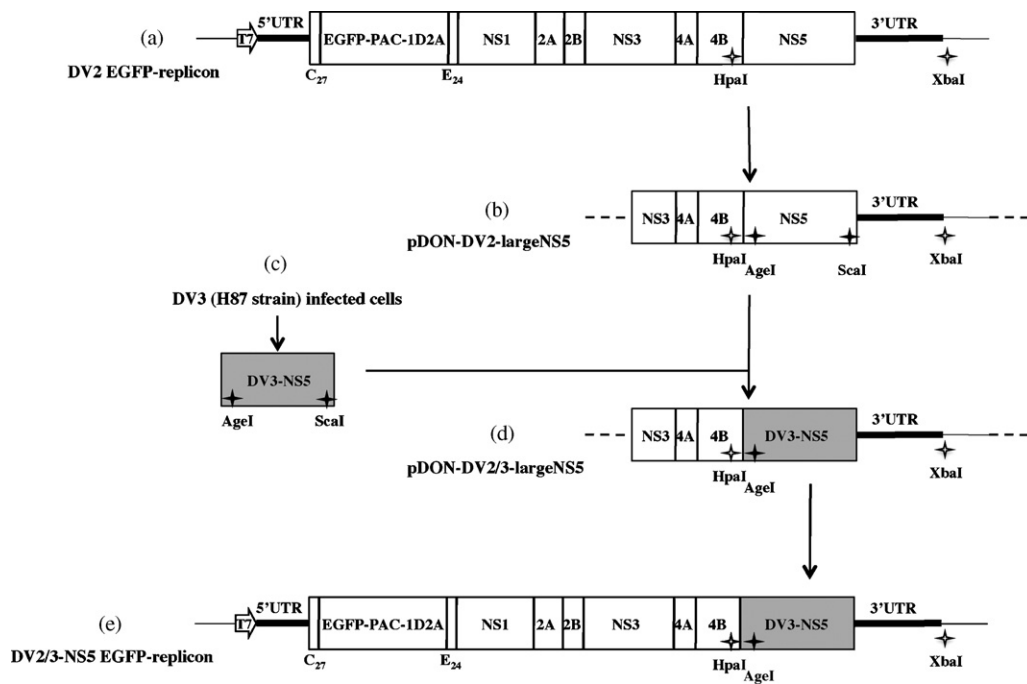 (a)
DV2 EGFP-replicon
T7
5'UTR
EGFP-PAC-1D2A
NS1
2A
2B
NS3
4A
4B
NS5
3'UTR
C27
E24
HpaI
XbaI
(b)
pDON-DV2-largeNS5
NS3
4A
4B
NS5
3'UTR
HpaI
AgeI
ScaI
XbaI
(c)
DV3 (H87 strain) infected cells
DV3-NS5
AgeI
ScaI
(d)
pDON-DV2/3-largeNS5
NS3
4A
4B
DV3-NS5
3'UTR
HpaI
AgeI
XbaI
(e)
DV2/3-NS5 EGFP-replicon
T7
5'UTR
EGFP-PAC-1D2A
NS1
2A
2B
NS3
4A
4B
DV3-NS5
3'UTR
C27
E24
HpaI
AgeI
XbaI